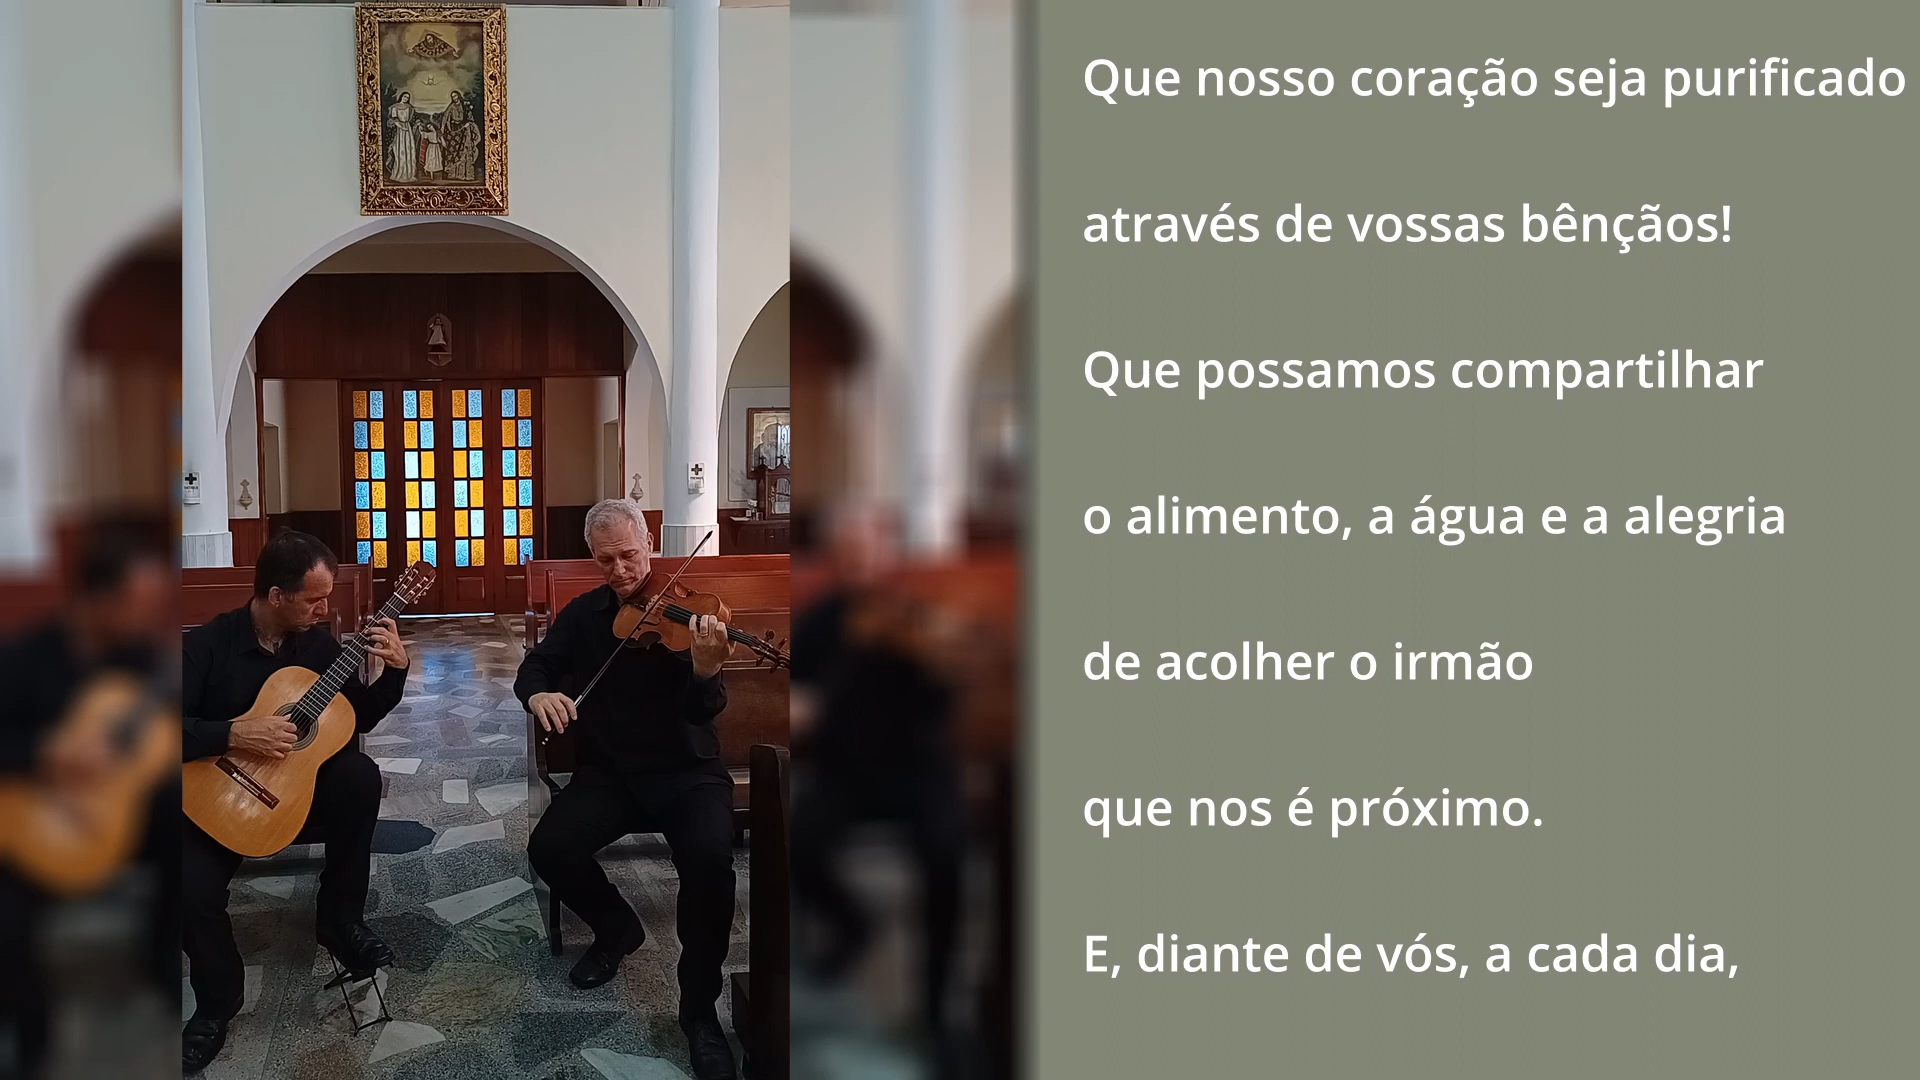 Que nosso coração seja purificado
através de vossas bênçãos!
Que possamos compartilhar
o alimento, a água e a alegria
de acolher o irmão
que nos é próximo.
E, diante de vós, a cada dia,